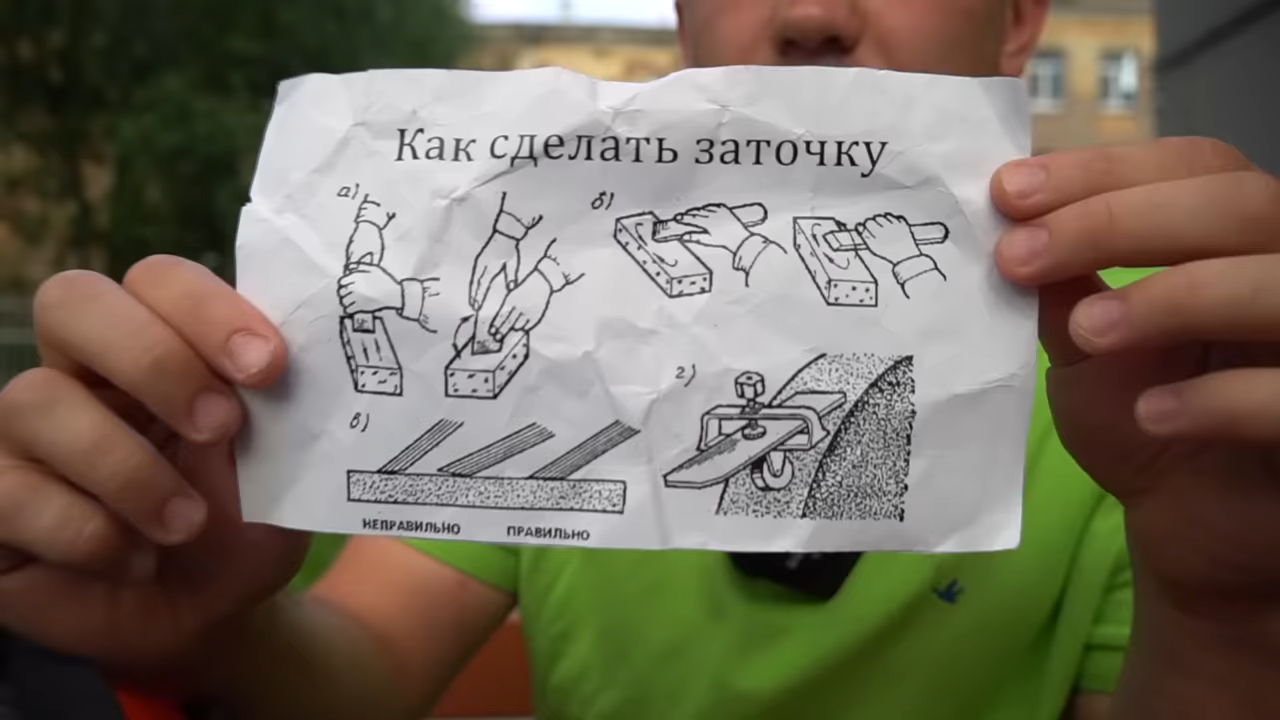 Как сделать заточку
а)
б)
в)
г)
НЕПРАВИЛЬНО ПРАВИЛЬНО